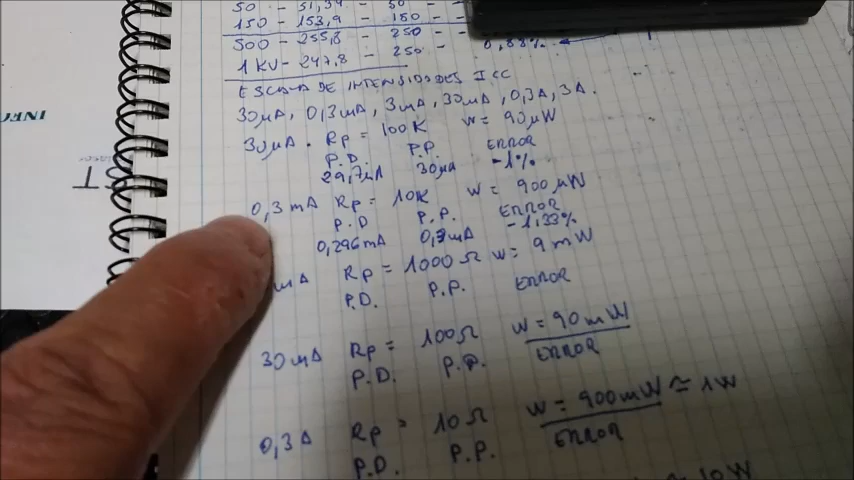 50 - 51,34 - 50 - -
150 - 153,9 - 150 - -
500 - 255,8 - 250 - - 0,88%
1 KV - 247,8 - 250 -
ESCALA DE INTENSIDADES ICC
30µA, 0,3mA, 3mA, 30mA, 0,3A, 3A.
30µA. Rp = 100K W = 90µW
P.D. P.P. ERROR
29,7µA 30µA -1%
0,3mA Rp = 10K W = 900µW
P.D P.P. ERROR
0,296mA 0,3mA -1,33%
mA Rp = 1000Ω W = 9mW
P.D. P.P. ERROR
30mA Rp = 100Ω W = 90mW
P.D. P.P. ERROR
0,3A Rp = 10Ω W = 900mW ≃ 1W
P.D. P.P. ERROR
10W